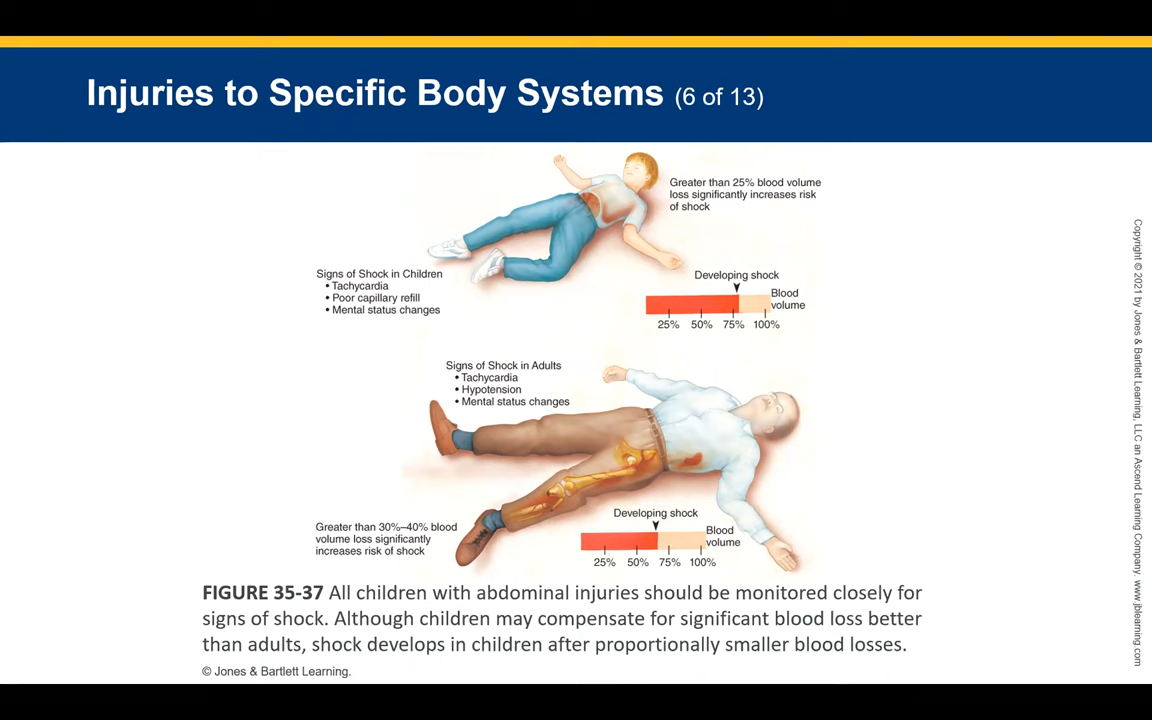 Injuries to Specific Body Systems (6 of 13)
Greater than 25% blood volume
loss significantly increases risk
of shock
Signs of Shock in Children
• Tachycardia
• Poor capillary refill
• Mental status changes
Developing shock
Blood
volume
25% 50% 75% 100%
Signs of Shock in Adults
• Tachycardia
• Hypotension
• Mental status changes
Greater than 30%–40% blood
volume loss significantly
increases risk of shock
Developing shock
Blood
volume
25% 50% 75% 100%
FIGURE 35-37 All children with abdominal injuries should be monitored closely for
signs of shock. Although children may compensate for significant blood loss better
than adults, shock develops in children after proportionally smaller blood losses.
© Jones & Bartlett Learning.
Copyright © 2021 by Jones & Bartlett Learning, LLC an Ascend Learning Company. www.jblearning.com